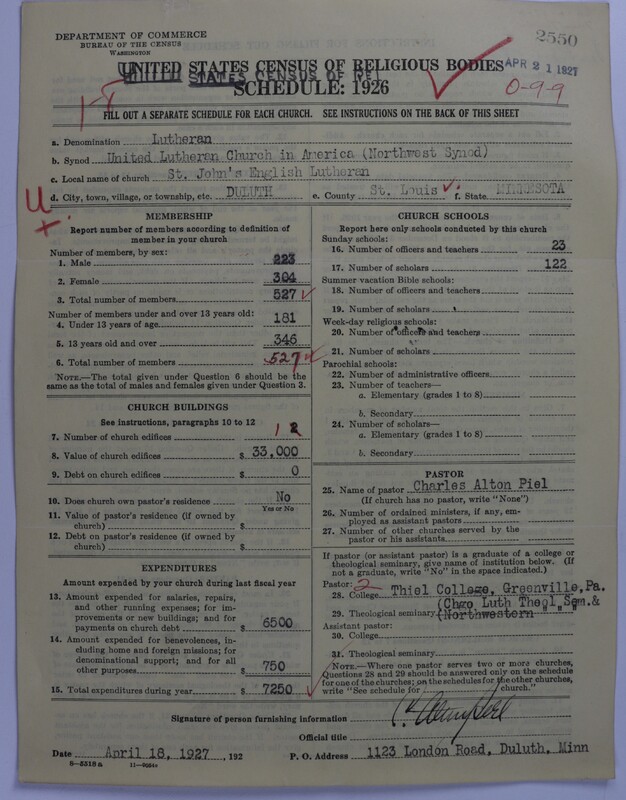 DEPARTMENT OF COMMERCE
BUREAU OF THE CENSUS
WASHINGTON
2550
APR 21 1927
UNITED STATES CENSUS OF RELIGIOUS BODIES
SCHEDULE: 1926
0-99
1-8
FILL OUT A SEPARATE SCHEDULE FOR EACH CHURCH. SEE INSTRUCTIONS ON THE BACK OF THIS SHEET
a. Denomination Lutheran
b. Synod United Lutheran Church in America (Northwest Synod)
c. Local name of church St. John's English Lutheran
d. City, town, village, or township, etc. DULUTH e. County St. Louis f. State MINNESOTA
U
+
MEMBERSHIP
Report number of members according to definition of member in your church
Number of members, by sex:
1. Male 223
2. Female 304
3. Total number of members 527
Number of members under and over 13 years old:
4. Under 13 years of age 181
5. 13 years old and over 346
6. Total number of members 527
NOTE.—The total given under Question 6 should be the
same as the total of males and females given under Question 3.
CHURCH BUILDINGS
See instructions, paragraphs 10 to 12
7. Number of church edifices 1 2
8. Value of church edifices $ 33,000
9. Debt on church edifices $ 0
10. Does church own pastor's residence No
Yes or No
11. Value of pastor's residence (if owned by
church) $
12. Debt on pastor's residence (if owned by
church) $
EXPENDITURES
Amount expended by your church during last fiscal year
13. Amount expended for salaries, repairs,
and other running expenses; for im-
provements or new buildings; and for
payments on church debt $ 6500
14. Amount expended for benevolences, in-
cluding home and foreign missions; for
denominational support; and for all
other purposes $ 750
15. Total expenditures during year $ 7250
CHURCH SCHOOLS
Report here only schools conducted by this church
Sunday schools:
16. Number of officers and teachers 23
17. Number of scholars 122
Summer vacation Bible schools:
18. Number of officers and teachers
19. Number of scholars
Week-day religious schools:
20. Number of officers and teachers
21. Number of scholars
Parochial schools:
22. Number of administrative officers
23. Number of teachers—
a. Elementary (grades 1 to 8)
b. Secondary
24. Number of scholars—
a. Elementary (grades 1 to 8)
b. Secondary
PASTOR
25. Name of pastor Charles Alton Piel
(If church has no pastor, write "None")
26. Number of ordained ministers, if any, em-
ployed as assistant pastors
27. Number of other churches served by the
pastor or his assistants
If pastor (or assistant pastor) is a graduate of a college or
theological seminary, give name of institution below. (If
not a graduate, write "No" in the space indicated.)
Pastor: 2
28. College Thiel College, Greenville, Pa.
(Chgo Luth Theol Sem. &
29. Theological seminary (Northwestern " "
Assistant pastor:
30. College
31. Theological
NOTE.—Where one pastor serves two or more churches,
Questions 28 and 29 should be answered only on the schedule
for one of the churches; on the schedules for the other churches,
write "See schedule for church."
Signature of person furnishing information
Official title
Date April 18, 1927, 192 P. O. Address 1123 London Road, Duluth, Minn